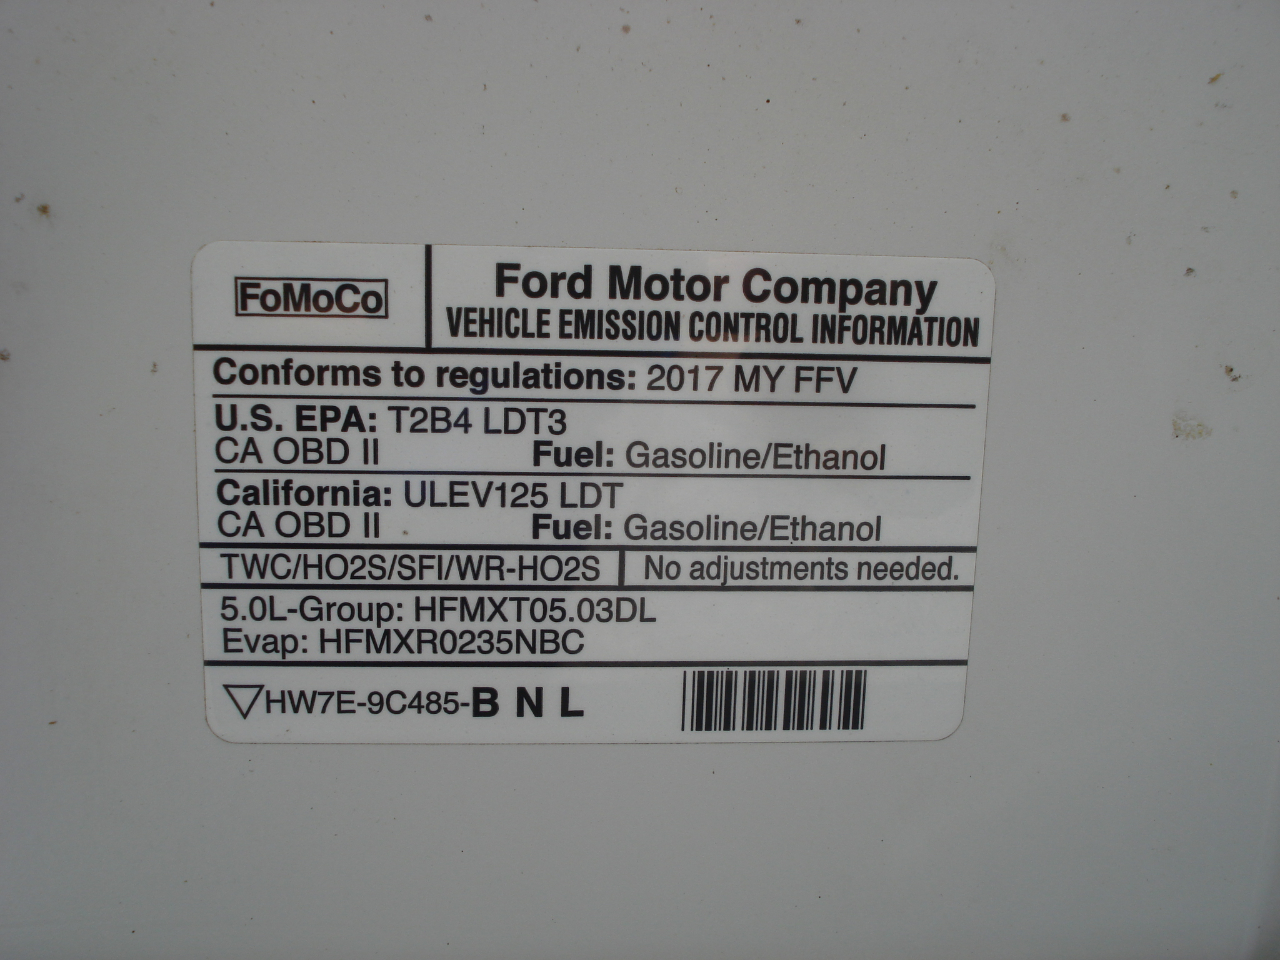 FoMoCo
Ford Motor Company
VEHICLE EMISSION CONTROL INFORMATION
Conforms to regulations: 2017 MY FFV
U.S. EPA: T2B4 LDT3
CA OBD II Fuel: Gasoline/Ethanol
California: ULEV125 LDT
CA OBD II Fuel: Gasoline/Ethanol
TWC/HO2S/SFI/WR-HO2S No adjustments needed.
5.0L-Group: HFMXT05.03DL
Evap: HFMXR0235NBC
▽HW7E-9C485-B N L